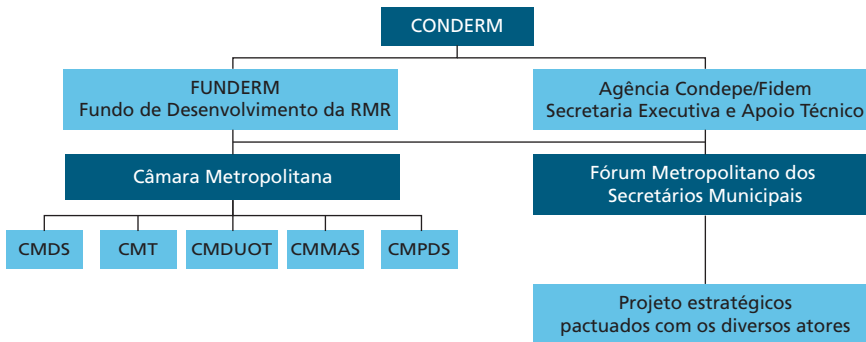 CONDERM
FUNDERM
Fundo de Desenvolvimento da RMR
Agência Condepe/Fidem
Secretaria Executiva e Apoio Técnico
Câmara Metropolitana
Fórum Metropolitano dos
Secretários Municipais
CMDS
CMT
CMDUOT
CMMAS
CMPDS
Projeto estratégicos
pactuados com os diversos atores